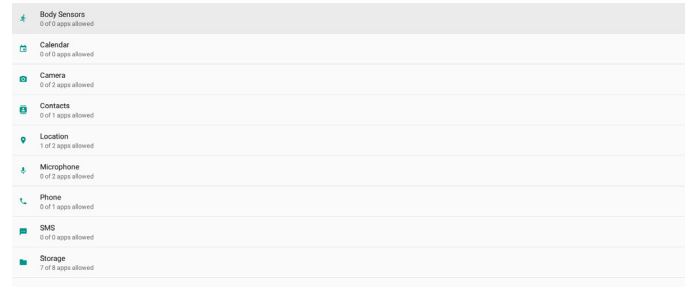 Body Sensors
0 of 0 apps allowed
Calendar
0 of 0 apps allowed
Camera
0 of 2 apps allowed
Contacts
0 of 1 apps allowed
Location
1 of 2 apps allowed
Microphone
0 of 2 apps allowed
Phone
0 of 1 apps allowed
SMS
0 of 0 apps allowed
Storage
7 of 8 apps allowed